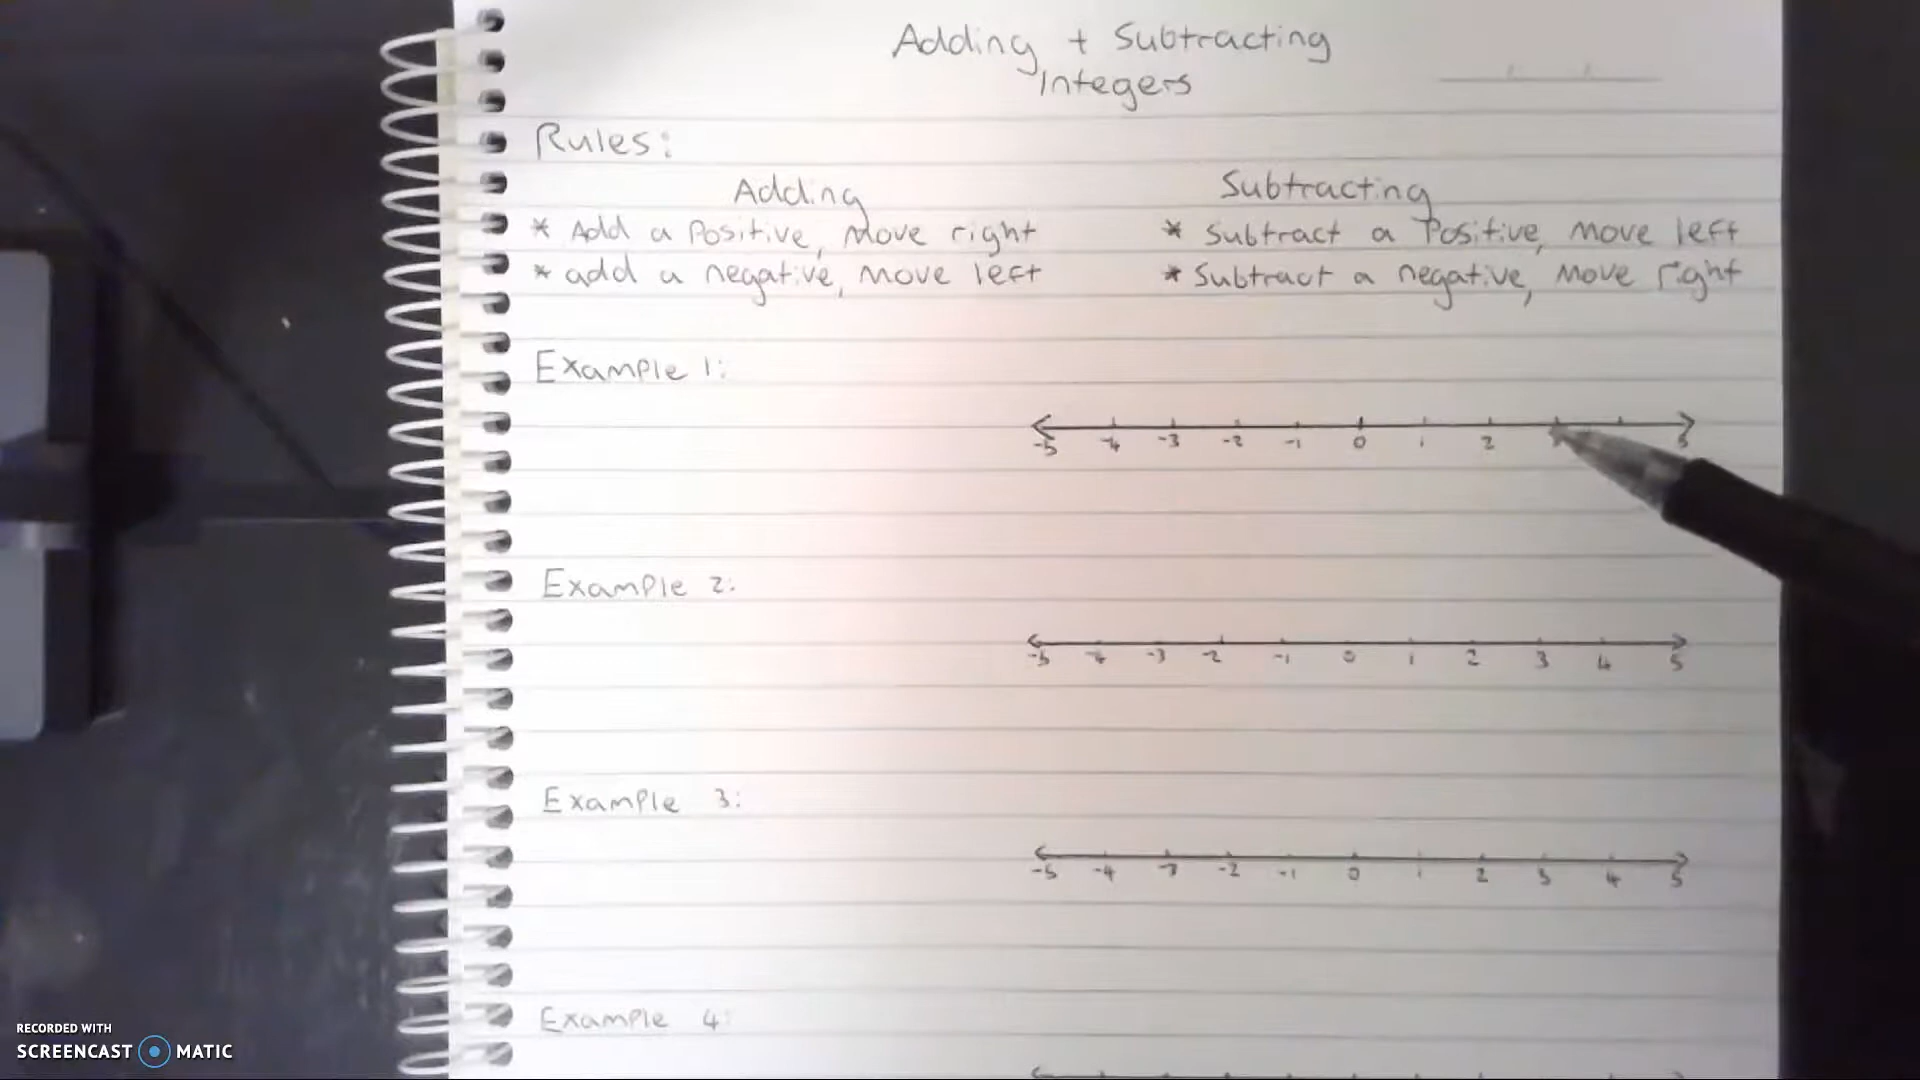 Adding + Subtracting
Integers
Rules:
Adding
* Add a Positive, move right
* add a negative, move left
Subtracting
* Subtract a Positive, move left
* Subtract a negative, move right
Example 1:
-5 -4 -3 -2 -1 0 1 2 5
Example 2:
-5 -4 -3 -2 -1 0 1 2 3 4 5
Example 3:
-5 -4 -3 -2 -1 0 1 2 3 4 5
Example 4:
RECORDED WITH
SCREENCAST MATIC